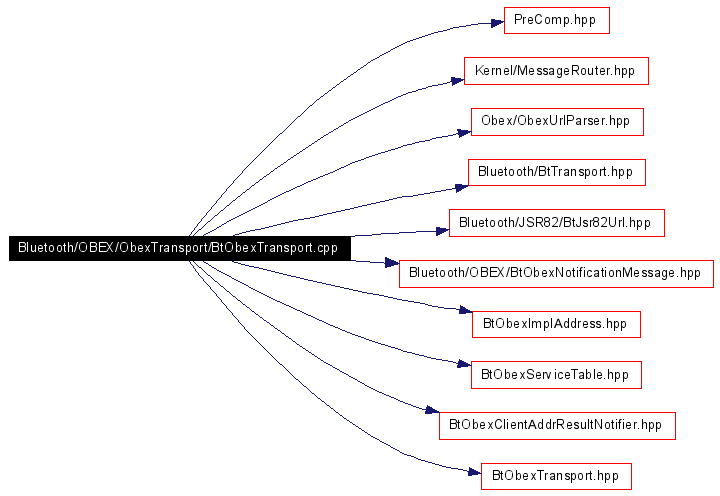 PreComp.hpp
Kernel/MessageRouter.hpp
Obex/ObexUrlParser.hpp
Bluetooth/BtTransport.hpp
Bluetooth/JSR82/BtJsr82Url.hpp
Bluetooth/OBEX/ObexTransport/BtObexTransport.cpp
Bluetooth/OBEX/BtObexNotificationMessage.hpp
BtObexImplAddress.hpp
BtObexServiceTable.hpp
BtObexClientAddrResultNotifier.hpp
BtObexTransport.hpp